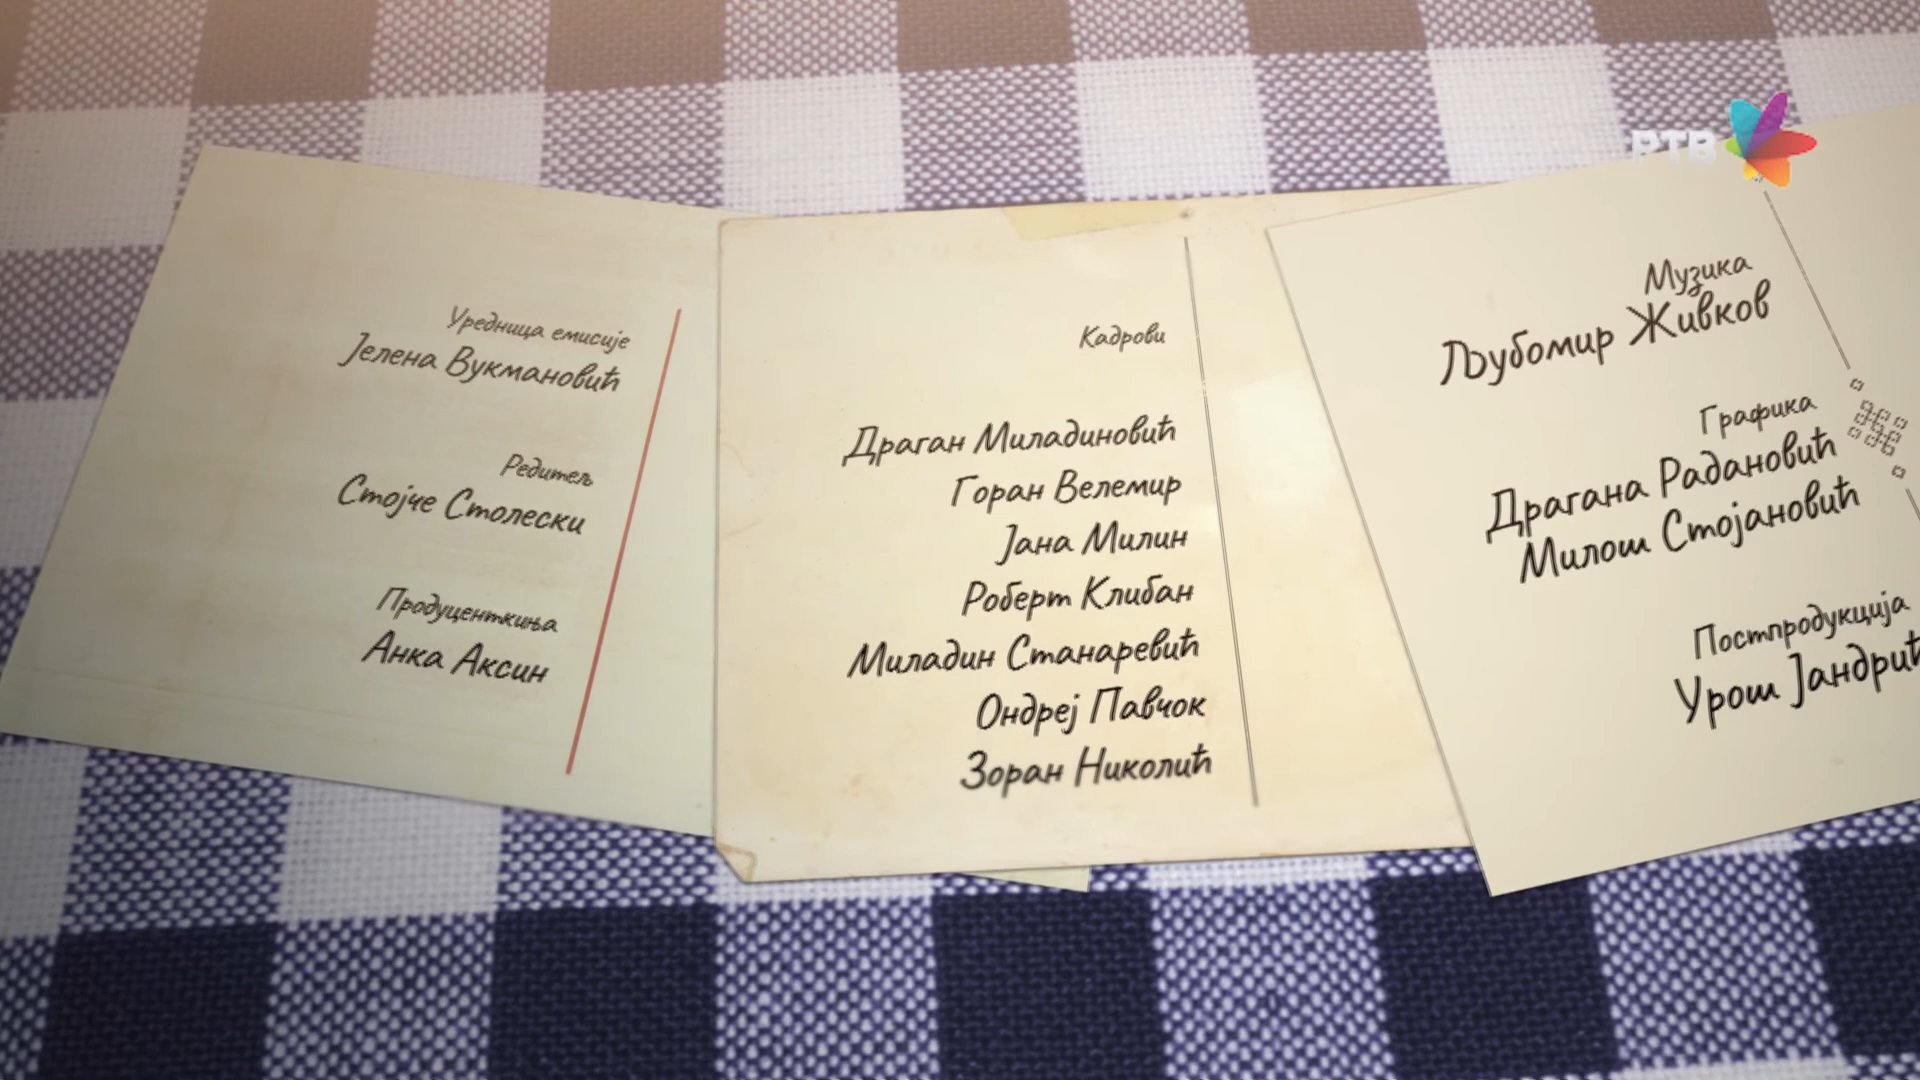 Уредница емисије
Јелена Вукмановић
Редитељ
Стојче Столески
Продуценткиња
Анка Аксин
Кадрови
Драган Миладиновић
Горан Велемир
Јана Милин
Роберт Клибан
Миладин Станаревић
Ондреј Павчок
Зоран Николић
РТВ
Музика
Љубомир Живков
Графика
Драгана Радановић
Милош Стојановић
Постпродукција
Урош Јандрић